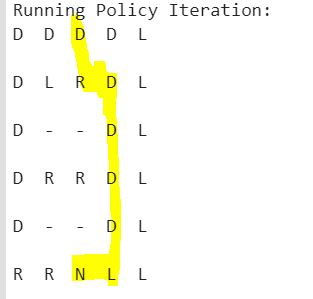 Running Policy Iteration:
D D D D L
D L R D L
D - - D L
D R R D L
D - - D L
R R N L L